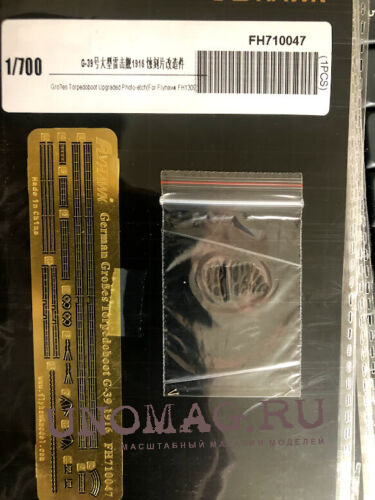 FLYHAWK
FH710047
1/700
G-39号大型雷击舰1916 蚀刻片改造件
Großes Torpedoboot Upgraded Photo-etch(For Flyhawk FH1300
(1PCS)
FLYHAWK
Made in China
German Großes Torpedoboot G-39 1916 FH710047
UNOMAG.RU
МАСШТАБНЫЙ МАГАЗИН МОДЕЛЕЙ